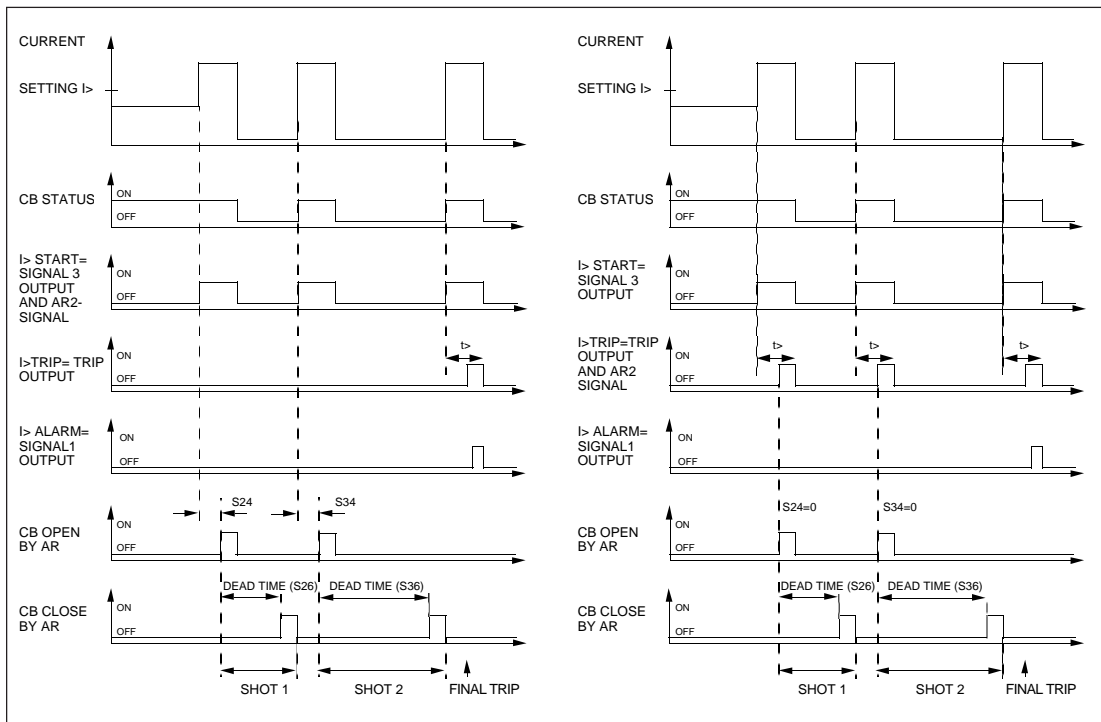 CURRENT
SETTING I>
CB STATUS
ON
OFF
I> START=
SIGNAL 3
OUTPUT
AND AR2-
SIGNAL
ON
OFF
I>TRIP= TRIP
OUTPUT
ON
OFF
t>
I> ALARM=
SIGNAL1
OUTPUT
ON
OFF
S24
S34
CB OPEN
BY AR
ON
OFF
DEAD TIME (S26)
DEAD TIME (S36)
CB CLOSE
BY AR
ON
OFF
SHOT 1
SHOT 2
FINAL TRIP
CURRENT
SETTING I>
CB STATUS
ON
OFF
I> START=
SIGNAL 3
OUTPUT
ON
OFF
I>TRIP=TRIP
OUTPUT
AND AR2
SIGNAL
ON
OFF
t>
t>
t>
I> ALARM=
SIGNAL1
OUTPUT
ON
OFF
S24=0
S34=0
CB OPEN
BY AR
ON
OFF
DEAD TIME (S26)
DEAD TIME (S36)
CB CLOSE
BY AR
ON
OFF
SHOT 1
SHOT 2
FINAL TRIP